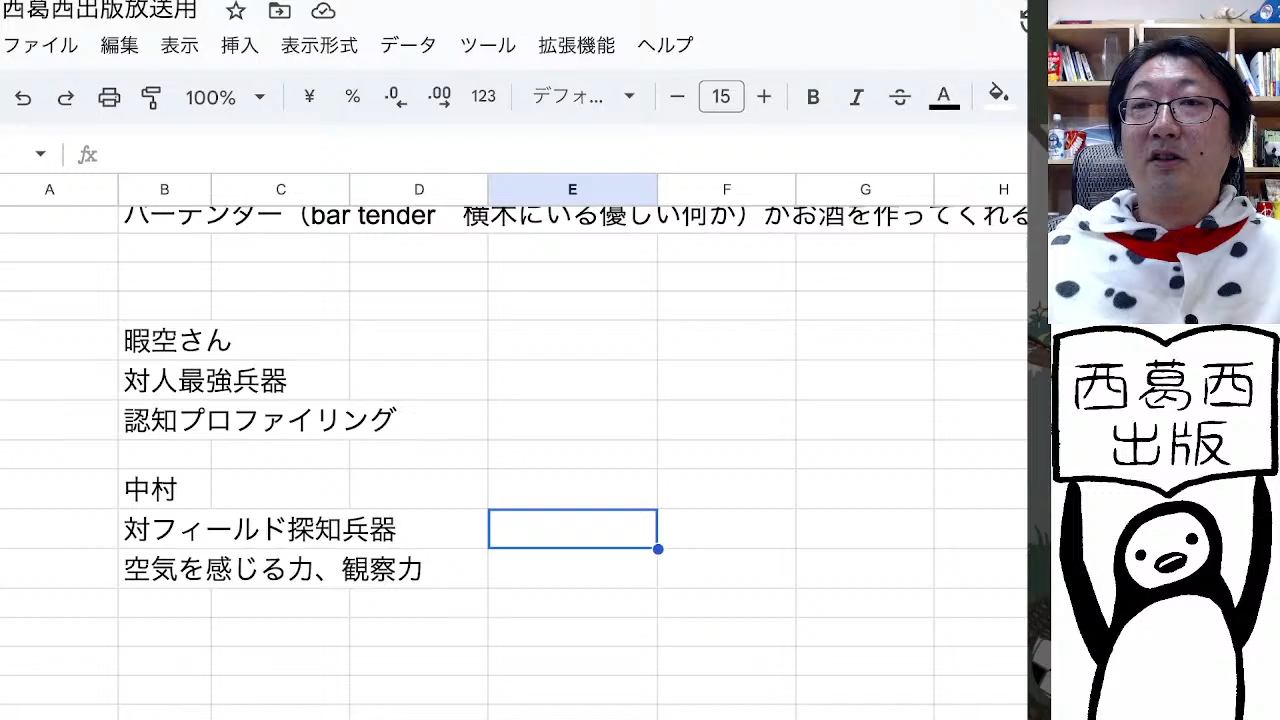 西葛西出版放送用
ファイル 編集 表示 挿入 表示形式 データ ツール 拡張機能 ヘルプ
100% ¥ % .0 .00 123 デフォ... − 15 + B I S A
fx
A B C D E F G H
バーテンダー（bar tender　横木にいる優しい何か）がお酒を作ってくれる
暇空さん
対人最強兵器
認知プロファイリング
中村
対フィールド探知兵器
空気を感じる力、観察力
西葛西
出版